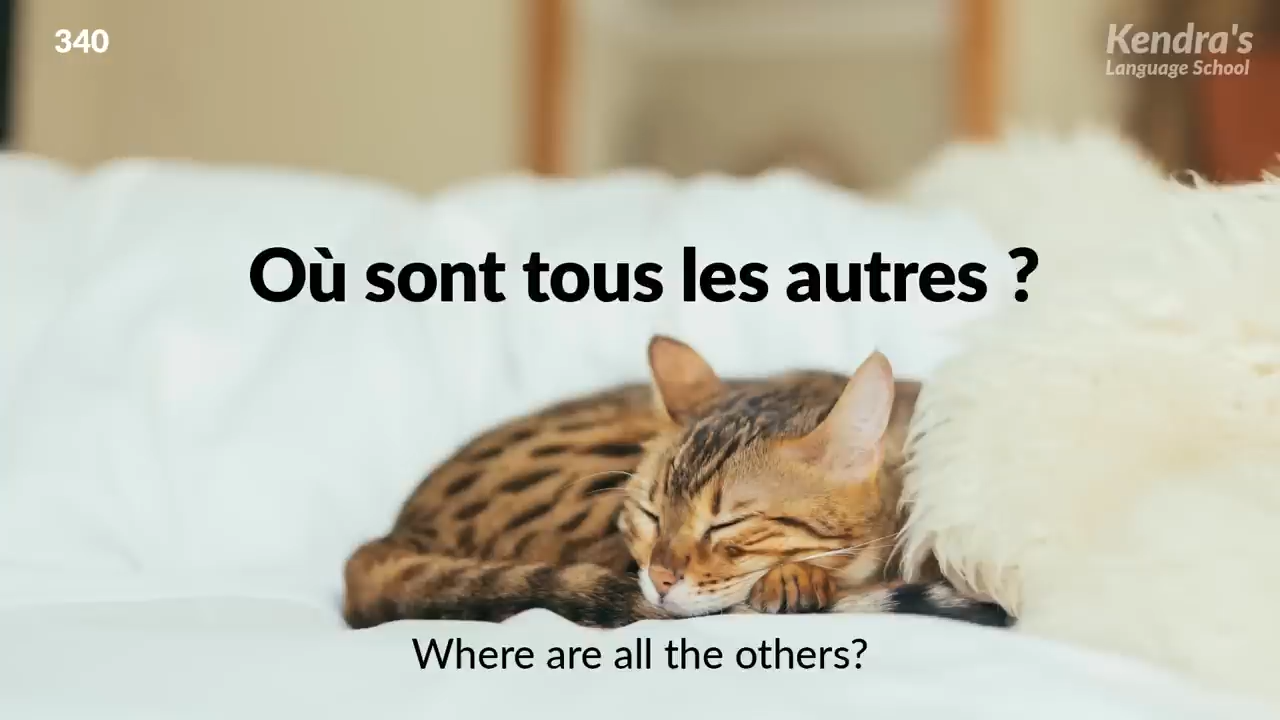 340
Kendra's
Language School
Où sont tous les autres ?
Where are all the others?